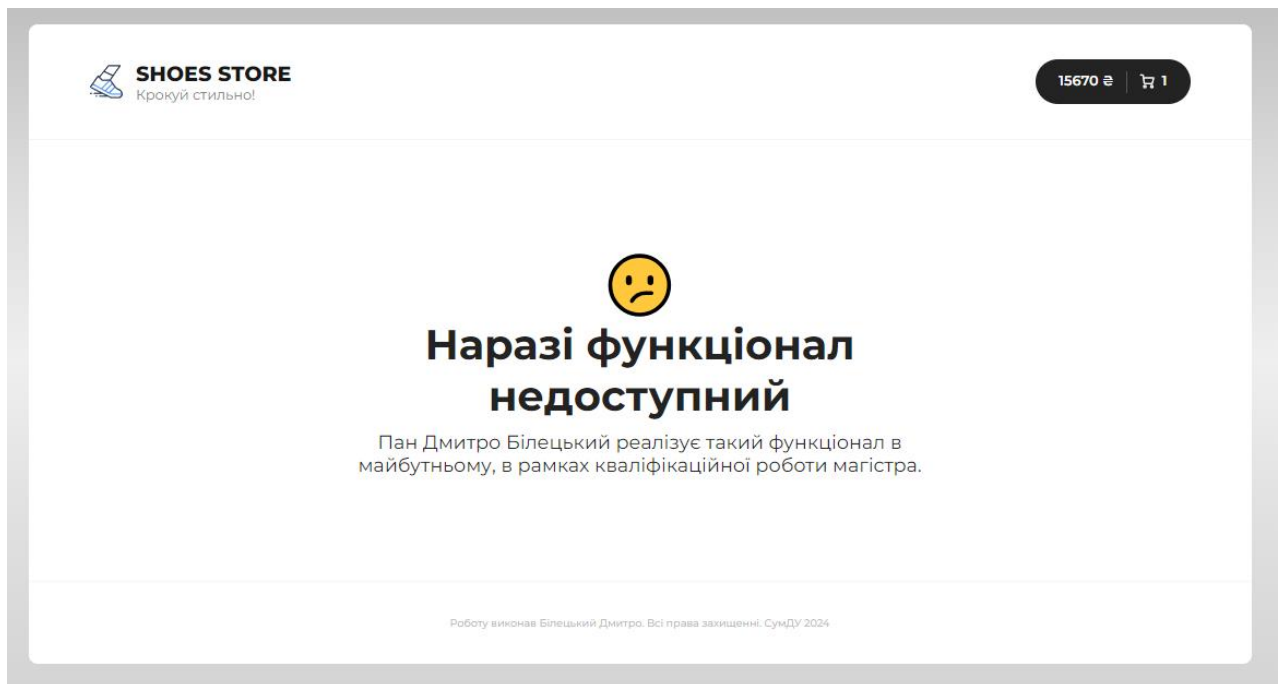 SHOES STORE
Крокуй стильно!
15670 ₴ 1
Наразі функціонал
недоступний
Пан Дмитро Білецький реалізує такий функціонал в
майбутньому, в рамках кваліфікаційної роботи магістра.
Роботу виконав Білецький Дмитро. Всі права захищенні. СумДУ 2024